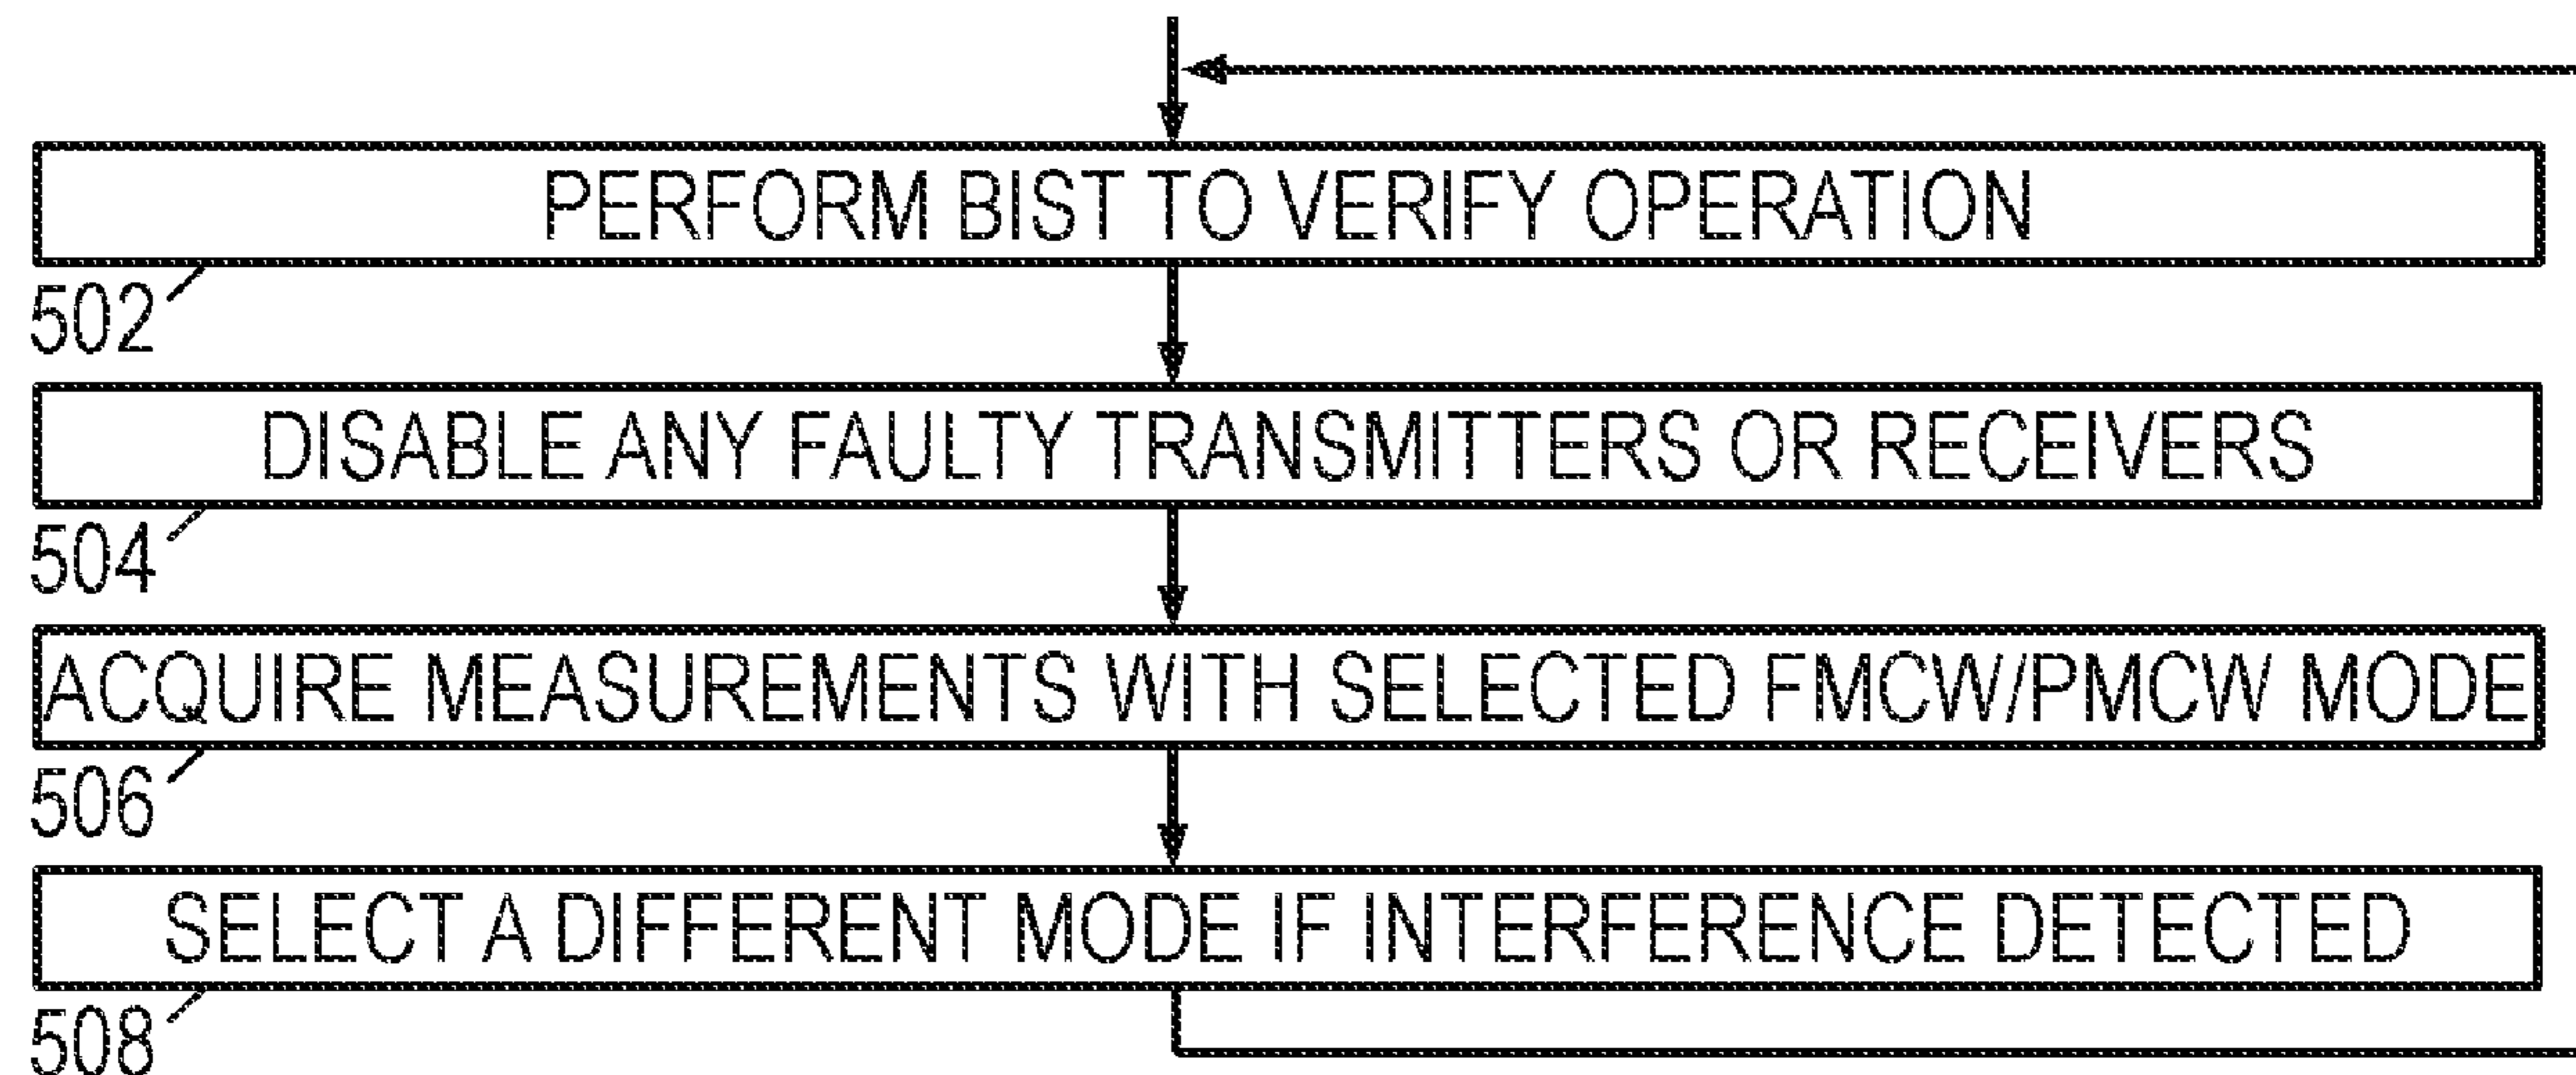 PERFORM BIST TO VERIFY OPERATION
502
DISABLE ANY FAULTY TRANSMITTERS OR RECEIVERS
504
ACQUIRE MEASUREMENTS WITH SELECTED FMCW/PMCW MODE
506
SELECT A DIFFERENT MODE IF INTERFERENCE DETECTED
508